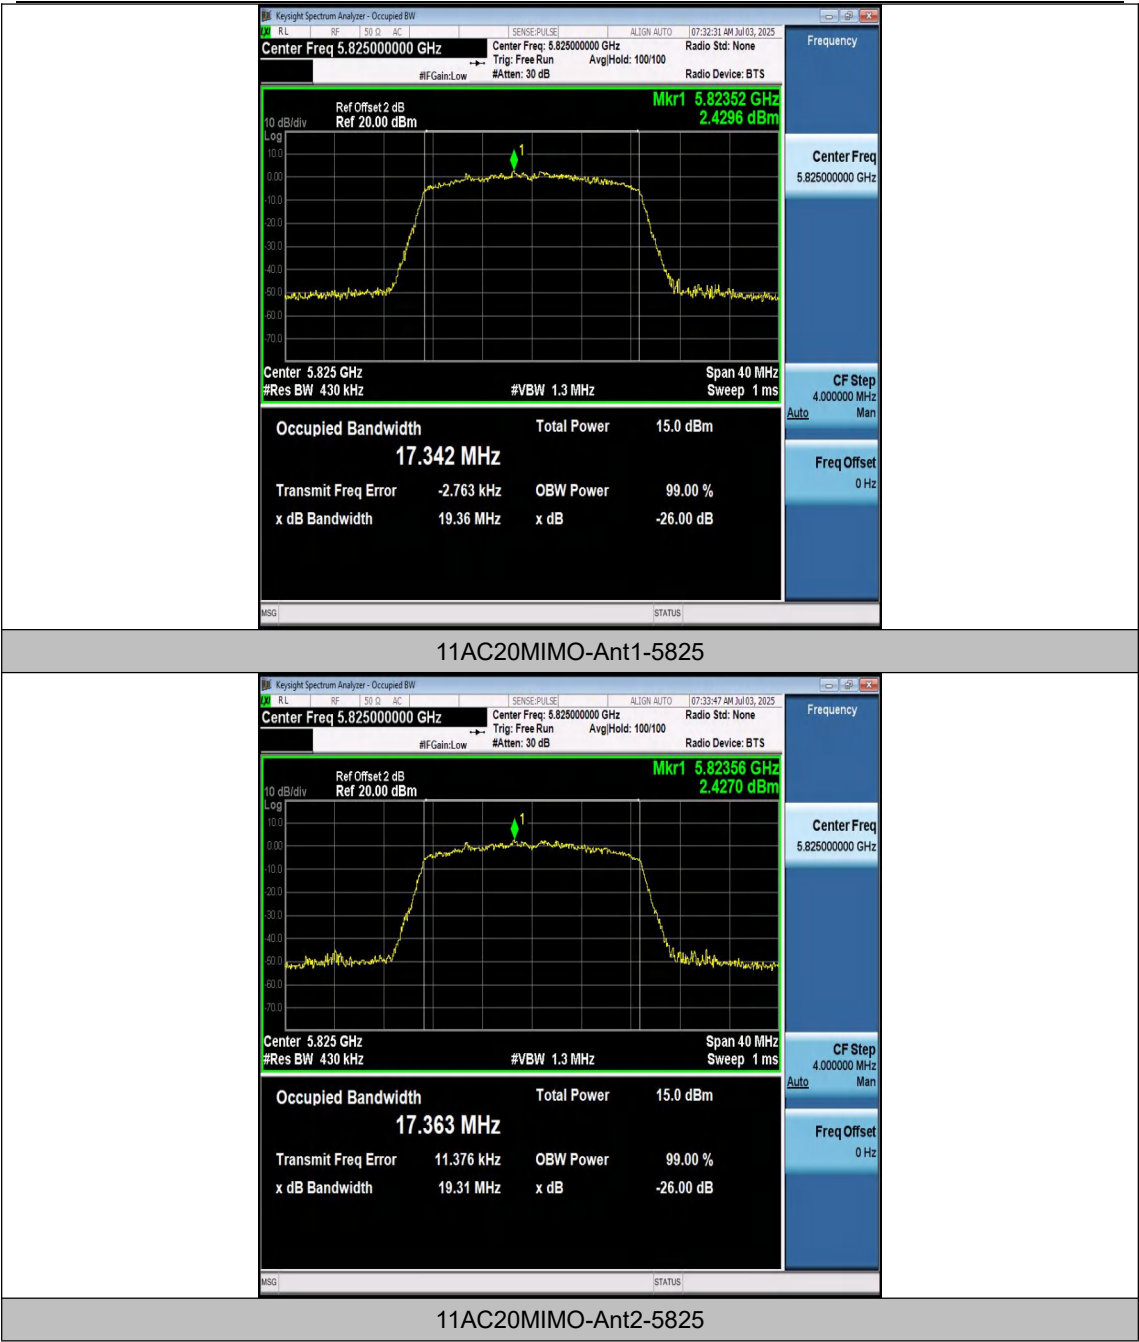 Keysight Spectrum Analyzer - Occupied BW
RL RF 50 Ω AC SENSE:PULSE ALIGN AUTO 07:32:31 AM Jul 03, 2025
Center Freq 5.825000000 GHz
Center Freq: 5.825000000 GHz Radio Std: None
Trig: Free Run Avg|Hold: 100/100
#IFGain:Low #Atten: 30 dB Radio Device: BTS
Frequency
Mkr1 5.82352 GHz
2.4296 dBm
Ref Offset 2 dB
10 dB/div Ref 20.00 dBm
Log
10.0
0.00
-10.0
-20.0
-30.0
-40.0
-50.0
-60.0
-70.0
1
Center 5.825 GHz Span 40 MHz
#Res BW 430 kHz #VBW 1.3 MHz Sweep 1 ms
Center Freq
5.825000000 GHz
CF Step
4.000000 MHz
Auto Man
Freq Offset
0 Hz
Occupied Bandwidth Total Power 15.0 dBm
17.342 MHz
Transmit Freq Error -2.763 kHz OBW Power 99.00 %
x dB Bandwidth 19.36 MHz x dB -26.00 dB
MSG STATUS
11AC20MIMO-Ant1-5825
Keysight Spectrum Analyzer - Occupied BW
RL RF 50 Ω AC SENSE:PULSE ALIGN AUTO 07:33:47 AM Jul 03, 2025
Center Freq 5.825000000 GHz
Center Freq: 5.825000000 GHz Radio Std: None
Trig: Free Run Avg|Hold: 100/100
#IFGain:Low #Atten: 30 dB Radio Device: BTS
Frequency
Mkr1 5.82356 GHz
2.4270 dBm
Ref Offset 2 dB
10 dB/div Ref 20.00 dBm
Log
10.0
0.00
-10.0
-20.0
-30.0
-40.0
-50.0
-60.0
-70.0
1
Center 5.825 GHz Span 40 MHz
#Res BW 430 kHz #VBW 1.3 MHz Sweep 1 ms
Center Freq
5.825000000 GHz
CF Step
4.000000 MHz
Auto Man
Freq Offset
0 Hz
Occupied Bandwidth Total Power 15.0 dBm
17.363 MHz
Transmit Freq Error 11.376 kHz OBW Power 99.00 %
x dB Bandwidth 19.31 MHz x dB -26.00 dB
MSG STATUS
11AC20MIMO-Ant2-5825